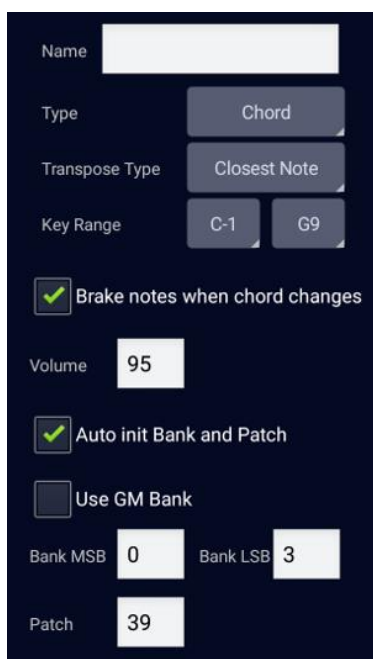 Name
Type Chord
Transpose Type Closest Note
Key Range C-1 G9
Brake notes when chord changes
Volume 95
Auto init Bank and Patch
Use GM Bank
Bank MSB 0 Bank LSB 3
Patch 39